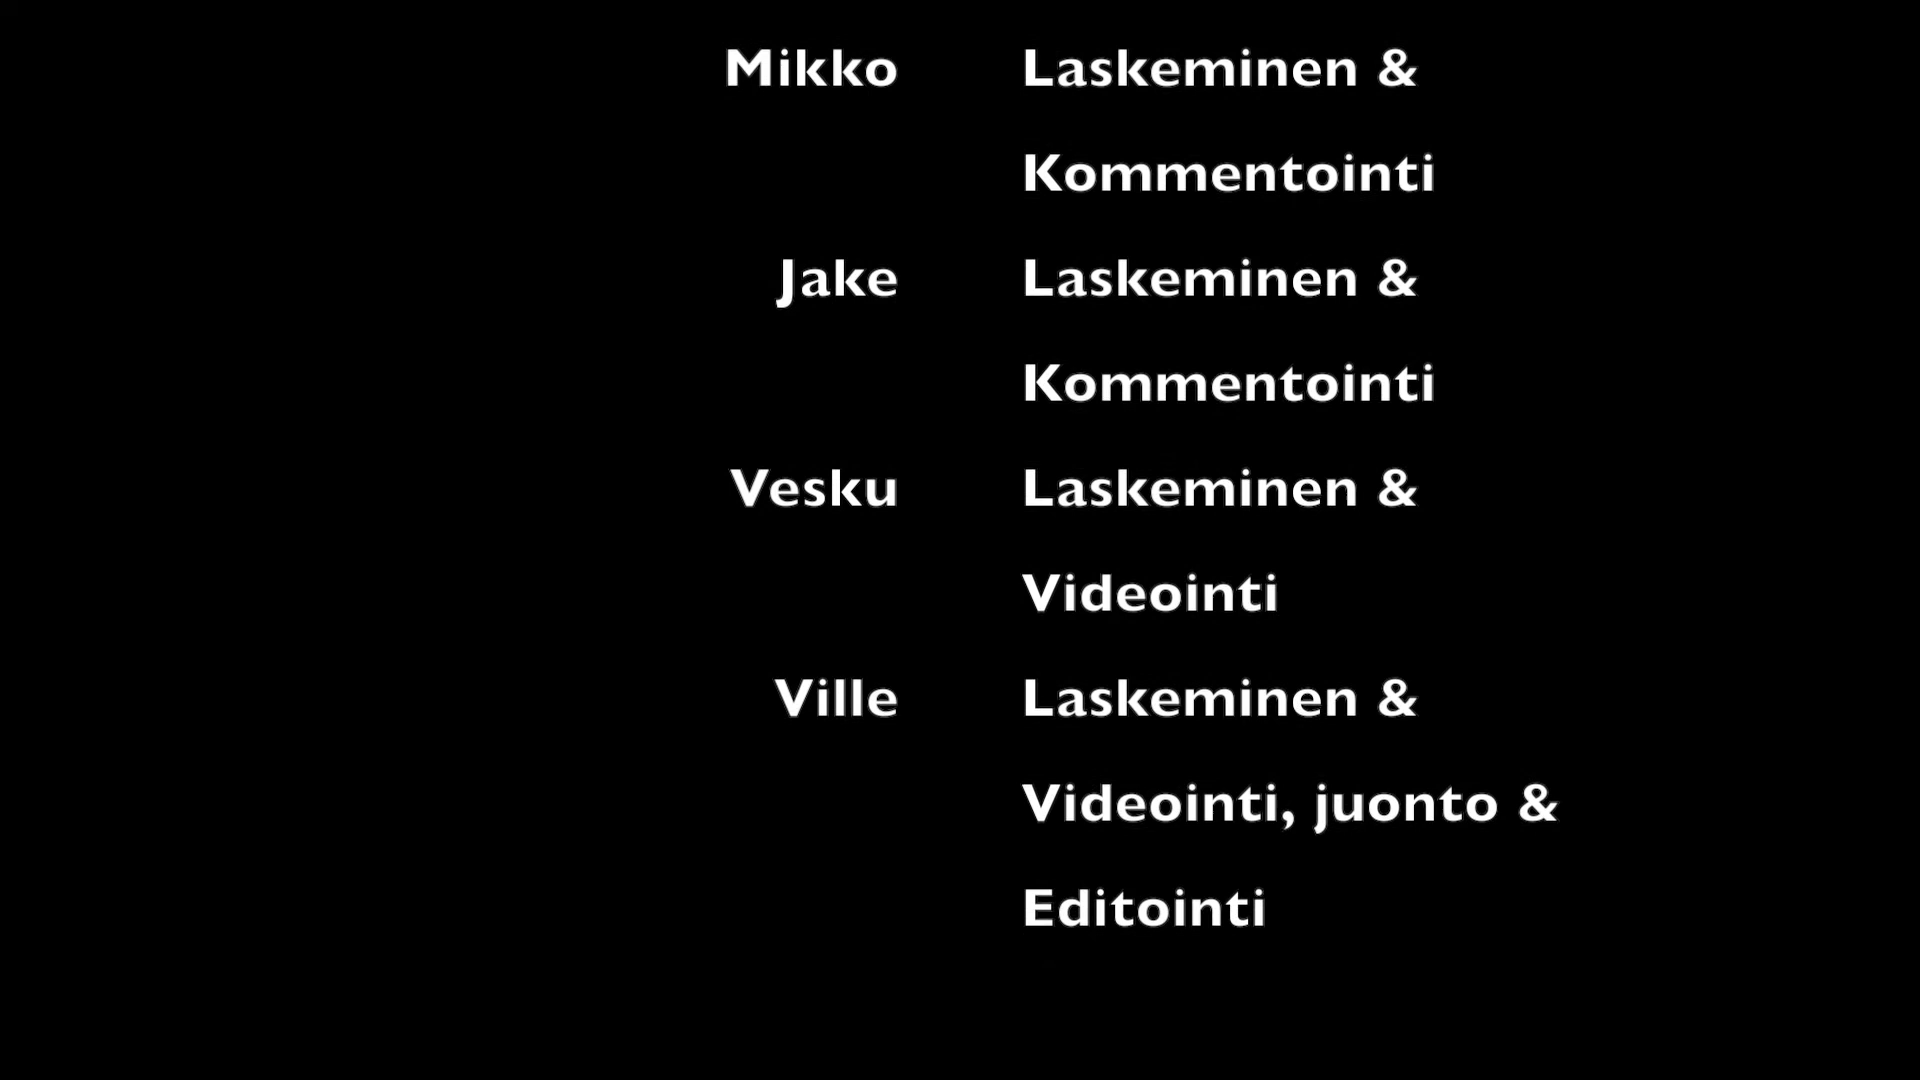 Mikko Laskeminen &
Kommentointi
Jake Laskeminen &
Kommentointi
Vesku Laskeminen &
Videointi
Ville Laskeminen &
Videointi, juonto &
Editointi